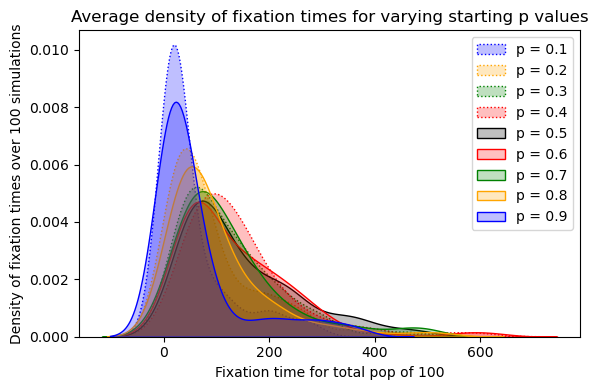 Average density of fixation times for varying starting p values
Density of fixation times over 100 simulations
0.010
0.008
0.006
0.004
0.002
0.000
0
200
400
600
Fixation time for total pop of 100
p = 0.1
p = 0.2
p = 0.3
p = 0.4
p = 0.5
p = 0.6
p = 0.7
p = 0.8
p = 0.9